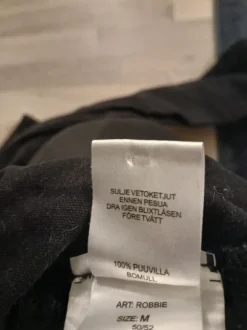 SULJE VETOKETJUT
ENNEN PESUA
DRA IGEN BLIXTLÅSEN
FÖRE TVÄTT
100% PUUVILLA
BOMULL
ART: ROBBIE
SIZE: M
50/52